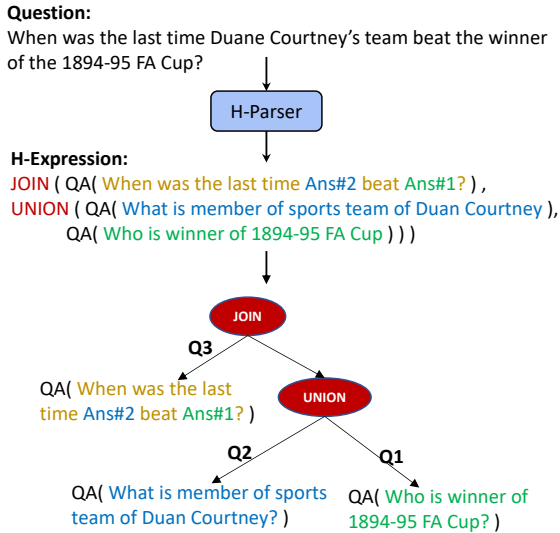 Question:
When was the last time Duane Courtney's team beat the winner
of the 1894-95 FA Cup?
H-Parser
H-Expression:
JOIN ( QA( When was the last time Ans#2 beat Ans#1? ) ,
UNION ( QA( What is member of sports team of Duan Courtney ),
QA( Who is winner of 1894-95 FA Cup ) ) )
JOIN
Q3
QA( When was the last
time Ans#2 beat Ans#1? )
UNION
Q2
Q1
QA( What is member of sports
team of Duan Courtney? )
QA( Who is winner of
1894-95 FA Cup? )